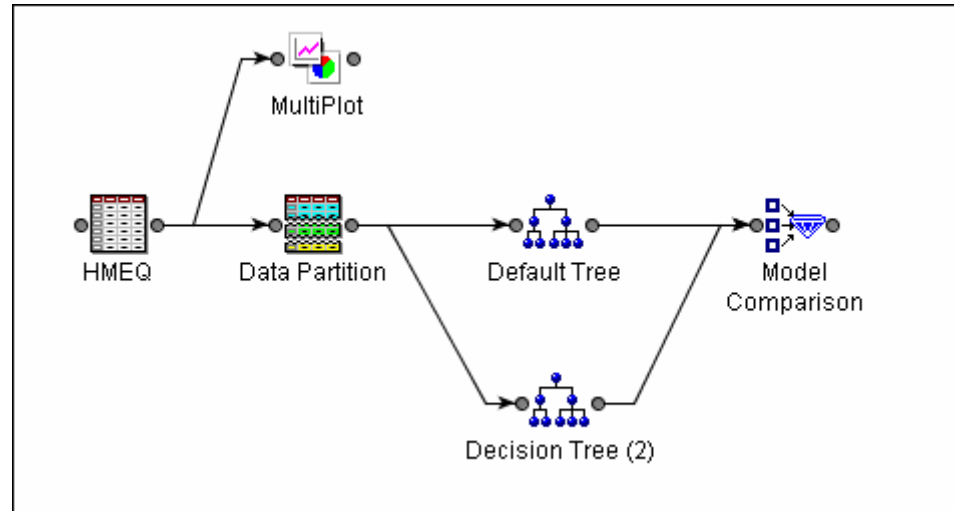 MultiPlot
HMEQ
Data Partition
Default Tree
Model
Comparison
Decision Tree (2)